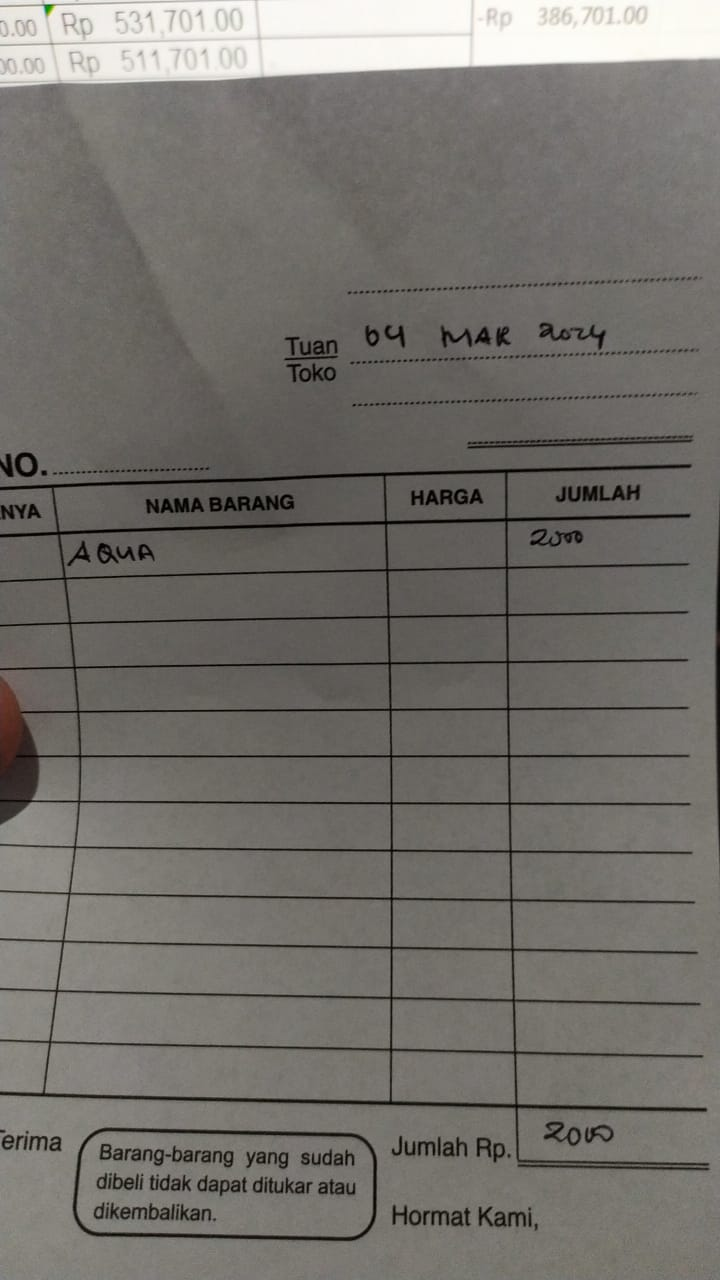 0.00 Rp 531,701.00 -Rp 386,701.00
00.00 Rp 511,701.00
Tuan 04 MAR 2024
Toko
NO.
NYA NAMA BARANG HARGA JUMLAH
AQUA 2000
Terima Jumlah Rp. 2000
Barang-barang yang sudah
dibeli tidak dapat ditukar atau
dikembalikan.
Hormat Kami,